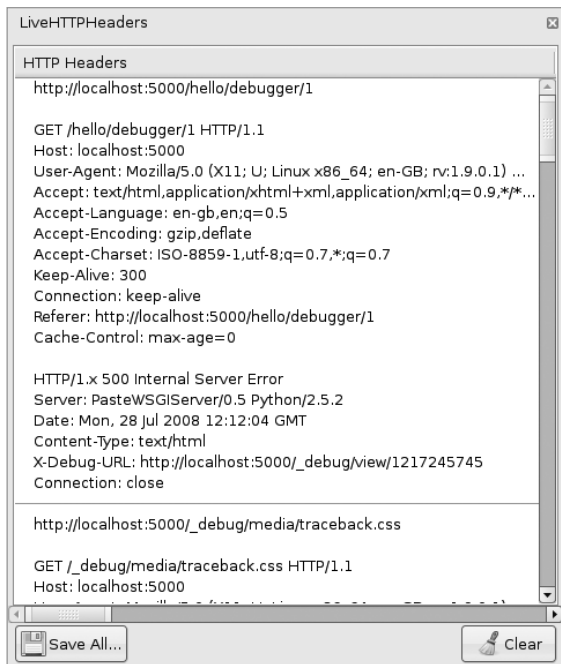 LiveHTTPHeaders
HTTP Headers
http://localhost:5000/hello/debugger/1
GET /hello/debugger/1 HTTP/1.1
Host: localhost:5000
User-Agent: Mozilla/5.0 (X11; U; Linux x86_64; en-GB; rv:1.9.0.1) ...
Accept: text/html,application/xhtml+xml,application/xml;q=0.9,*/*...
Accept-Language: en-gb,en;q=0.5
Accept-Encoding: gzip,deflate
Accept-Charset: ISO-8859-1,utf-8;q=0.7,*;q=0.7
Keep-Alive: 300
Connection: keep-alive
Referer: http://localhost:5000/hello/debugger/1
Cache-Control: max-age=0
HTTP/1.x 500 Internal Server Error
Server: PasteWSGIServer/0.5 Python/2.5.2
Date: Mon, 28 Jul 2008 12:12:04 GMT
Content-Type: text/html
X-Debug-URL: http://localhost:5000/_debug/view/1217245745
Connection: close
http://localhost:5000/_debug/media/traceback.css
GET /_debug/media/traceback.css HTTP/1.1
Host: localhost:5000
Save All...
Clear